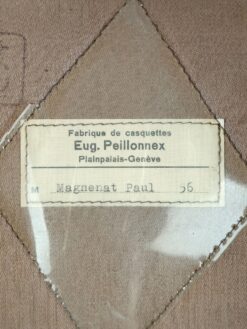 Fabrique de casquettes
Eug. Peillonnex
Plainpalais-Genève
M Magnenat Paul 56